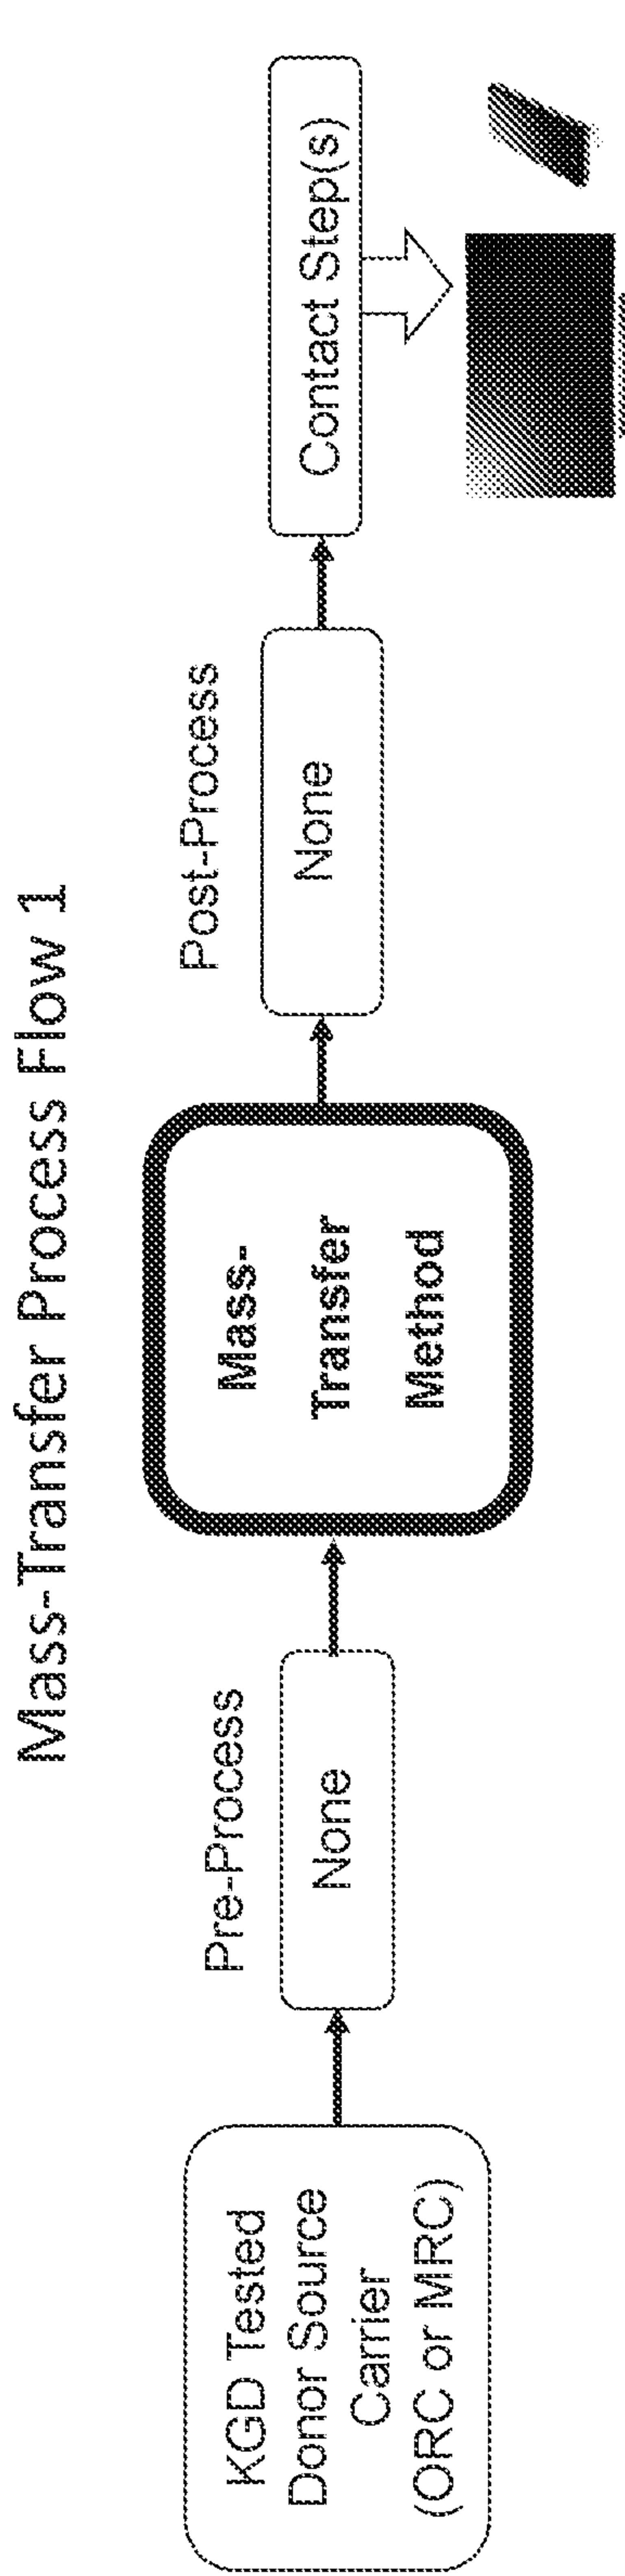 Mass-Transfer Process Flow 1
KGD Tested
Donor Source
Carrier
(ORC or MRC)
Pre-Process
None
Mass-
Transfer
Method
Post-Process
None
Contact Step(s)